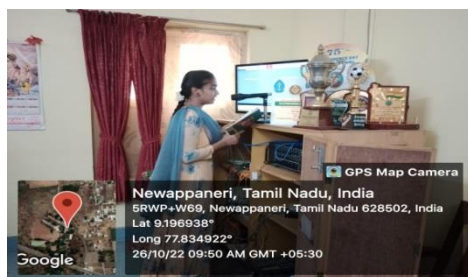 75
GPS Map Camera
Newappaneri, Tamil Nadu, India
5RWP+W69, Newappaneri, Tamil Nadu 628502, India
Lat 9.196938°
Long 77.834922°
26/10/22 09:50 AM GMT +05:30
Google